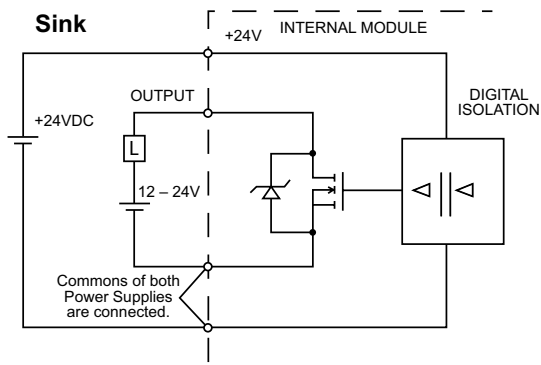 Sink
INTERNAL MODULE
+24V
DIGITAL
ISOLATION
OUTPUT
+24VDC
L
12 – 24V
Commons of both
Power Supplies
are connected.